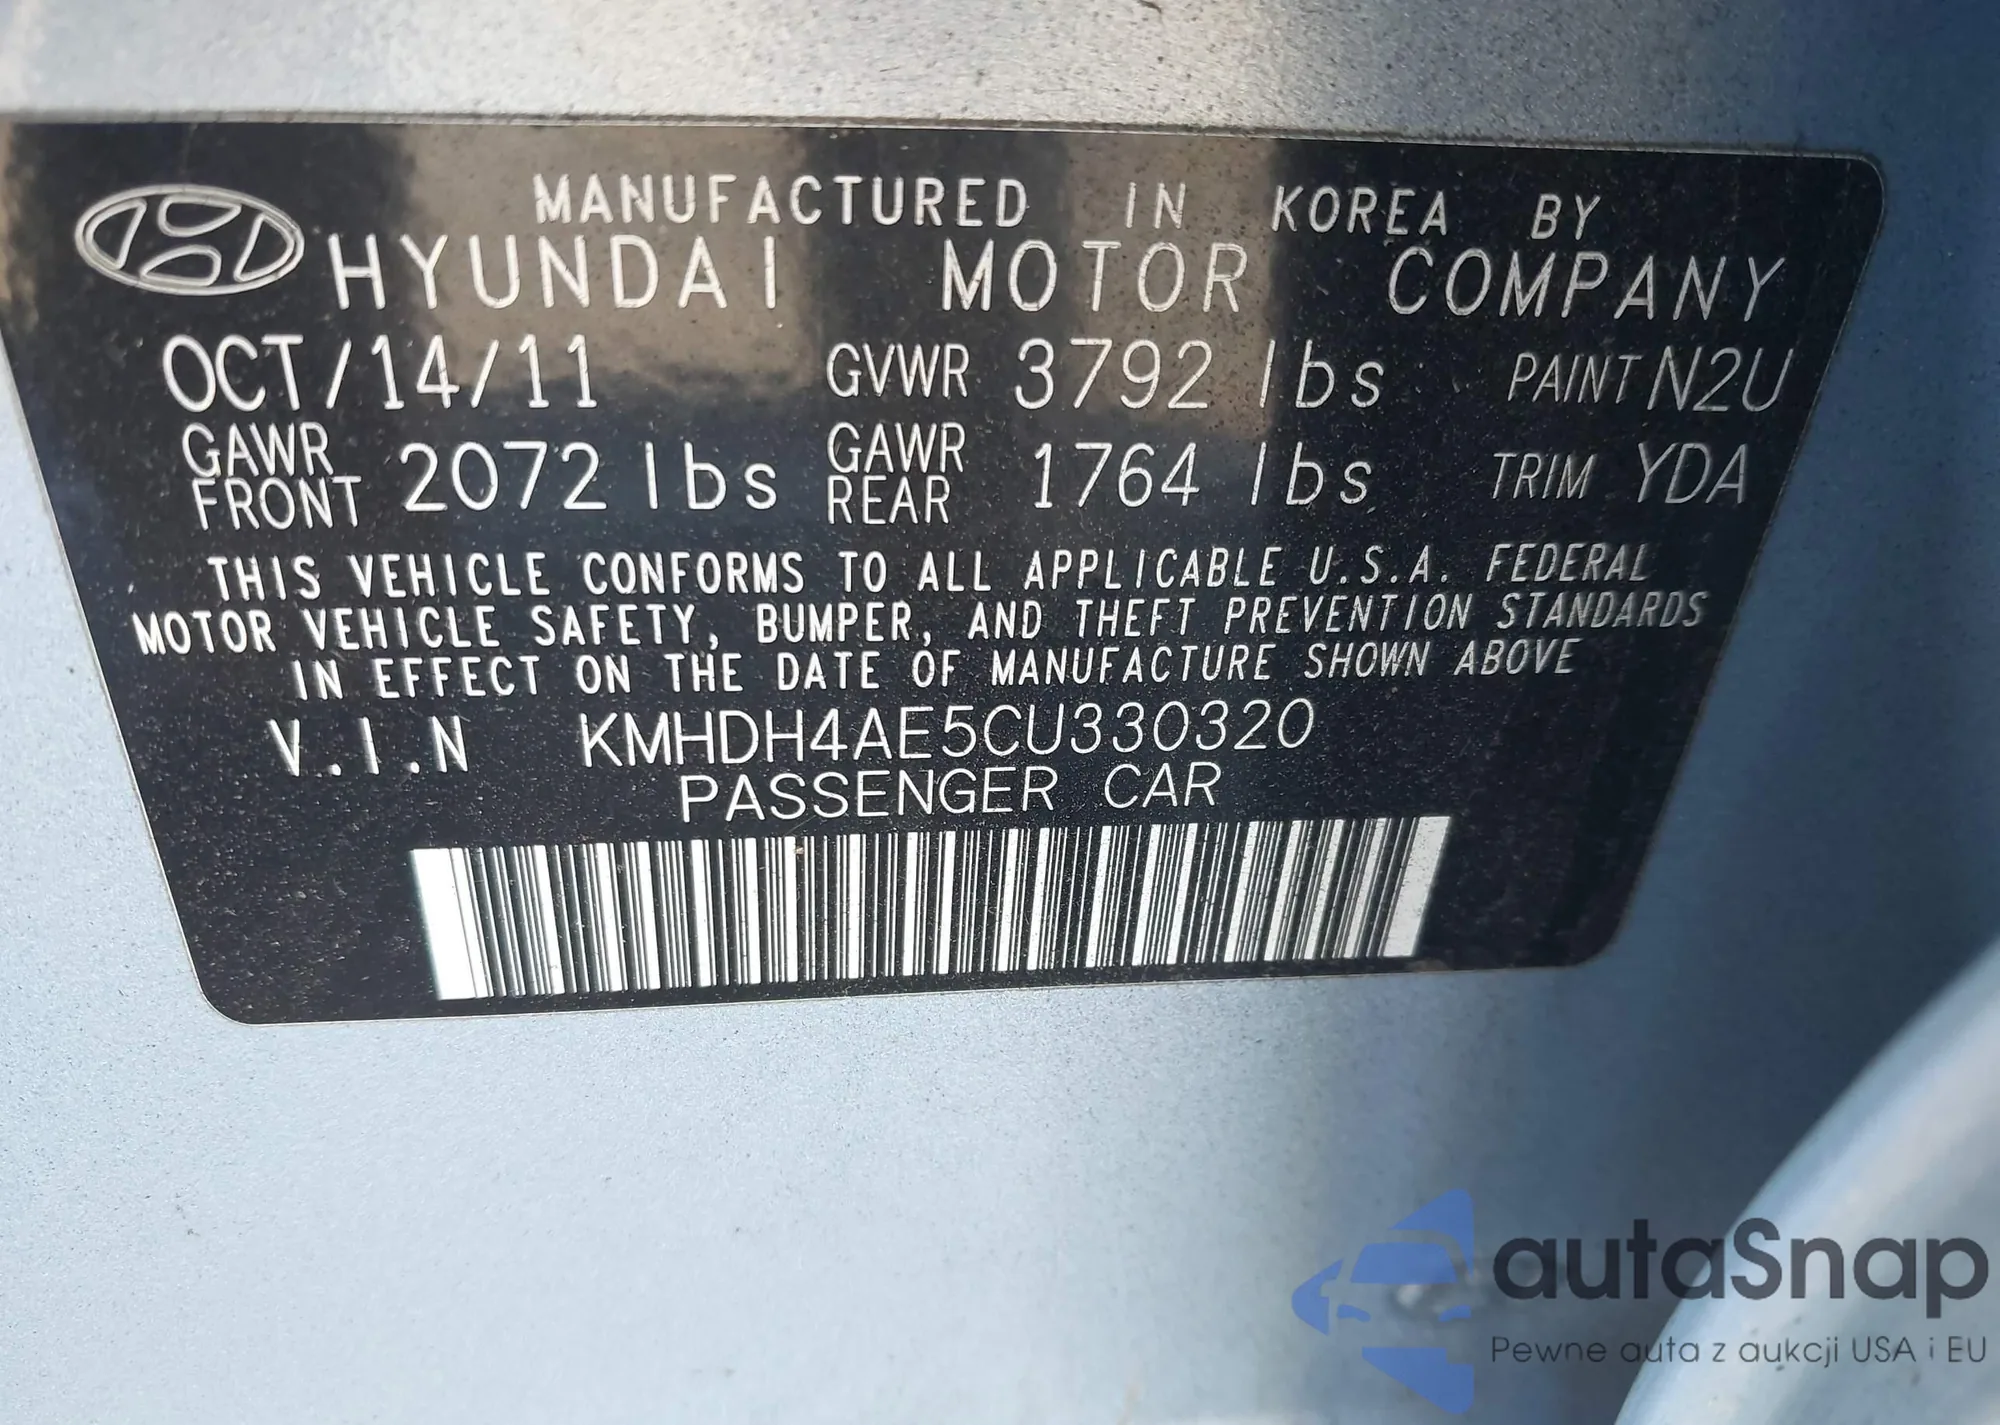 MANUFACTURED IN KOREA BY
HYUNDAI MOTOR COMPANY
OCT/14/11 GVWR 3792 lbs PAINT N2U
GAWR FRONT 2072 lbs GAWR REAR 1764 lbs TRIM YDA
THIS VEHICLE CONFORMS TO ALL APPLICABLE U.S.A. FEDERAL
MOTOR VEHICLE SAFETY, BUMPER, AND THEFT PREVENTION STANDARDS
IN EFFECT ON THE DATE OF MANUFACTURE SHOWN ABOVE
V.I.N KMHDH4AE5CU330320
PASSENGER CAR
autaSnap
Pewne auta z aukcji USA i EU